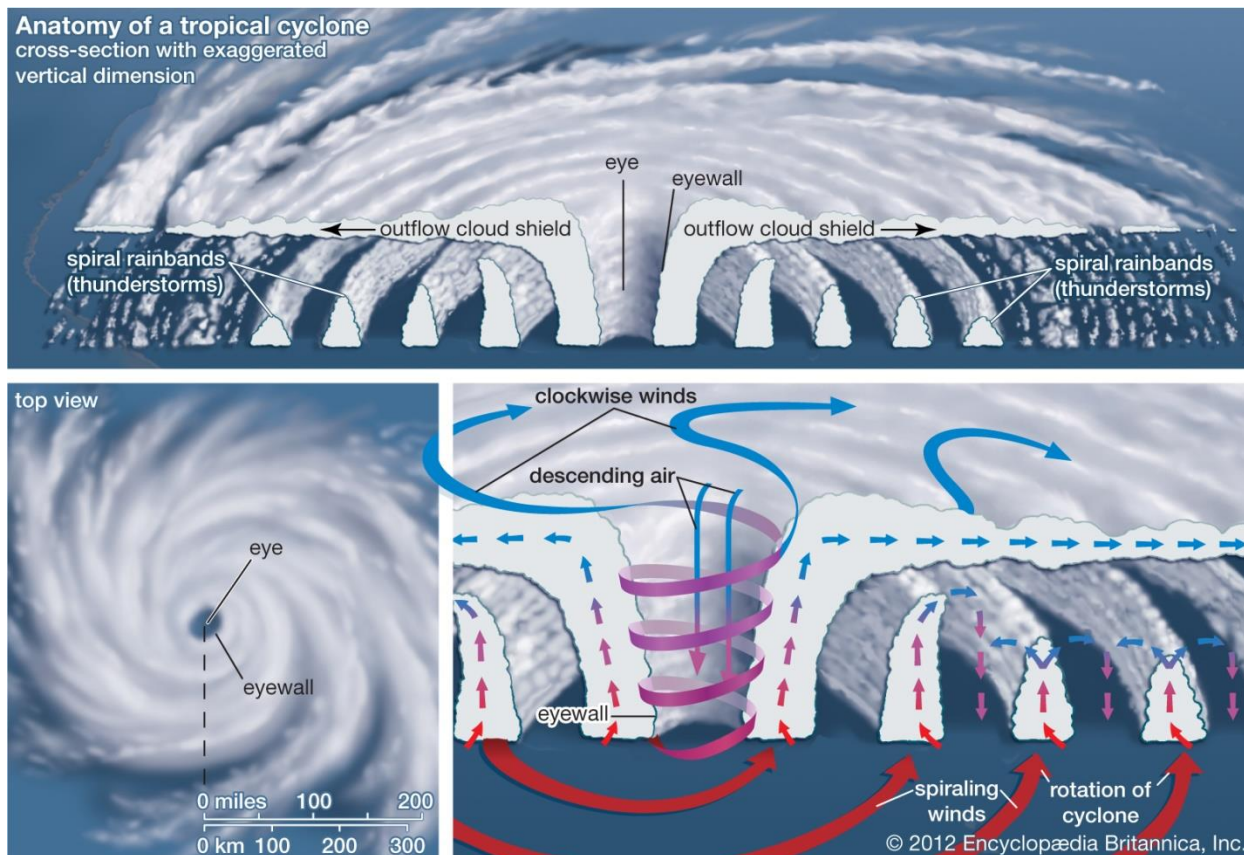 Anatomy of a tropical cyclone
cross-section with exaggerated
vertical dimension
eye
eyewall
outflow cloud shield
outflow cloud shield
spiral rainbands
(thunderstorms)
spiral rainbands
(thunderstorms)
top view
eye
eyewall
0 miles 100 200
0 km 100 200 300
clockwise winds
descending air
eyewall
spiraling
winds
rotation of
cyclone
© 2012 Encyclopædia Britannica, Inc.